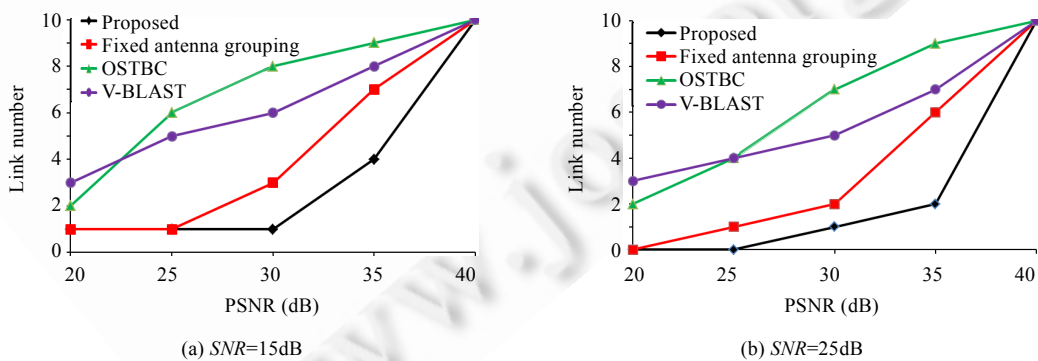 10
8
6
4
2
0
Link number
Proposed
Fixed antenna grouping
OSTBC
V-BLAST
20 25 30 35 40
PSNR (dB)
(a) SNR=15dB
10
8
6
4
2
0
Link number
Proposed
Fixed antenna grouping
OSTBC
V-BLAST
20 25 30 35 40
PSNR (dB)
(b) SNR=25dB
www.jo